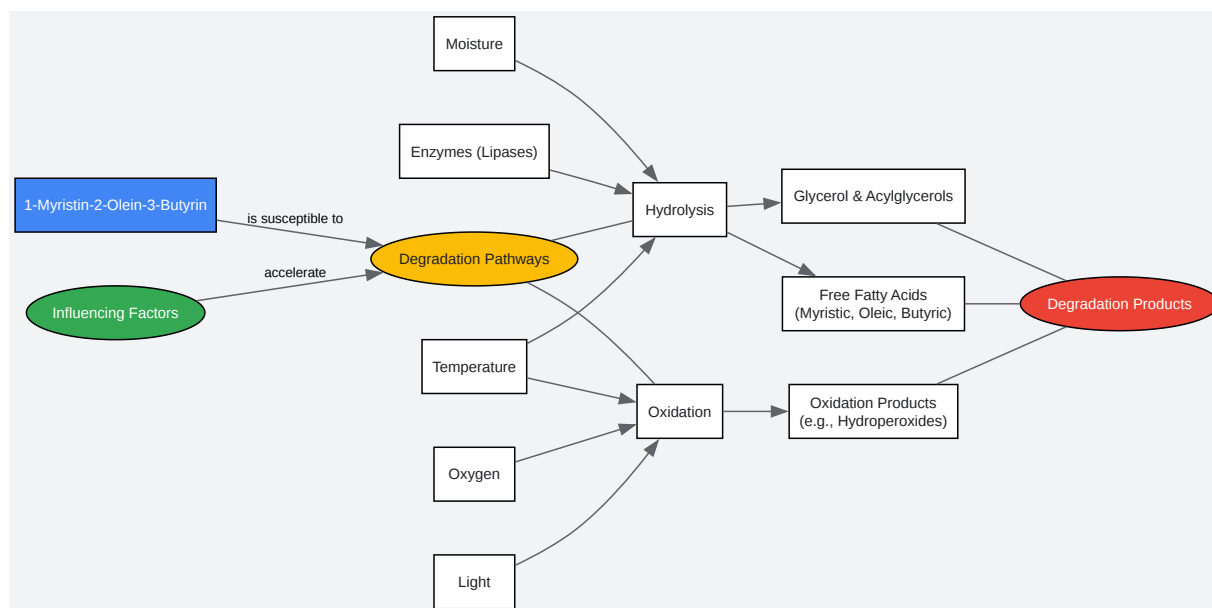 Moisture
Enzymes (Lipases)
1-Myristin-2-Olein-3-Butyrin
is susceptible to
Hydrolysis
Glycerol & Acylglycerols
Degradation Pathways
accelerate
Influencing Factors
Free Fatty Acids
(Myristic, Oleic, Butyric)
Degradation Products
Temperature
Oxidation
Oxidation Products
(e.g., Hydroperoxides)
Oxygen
Light